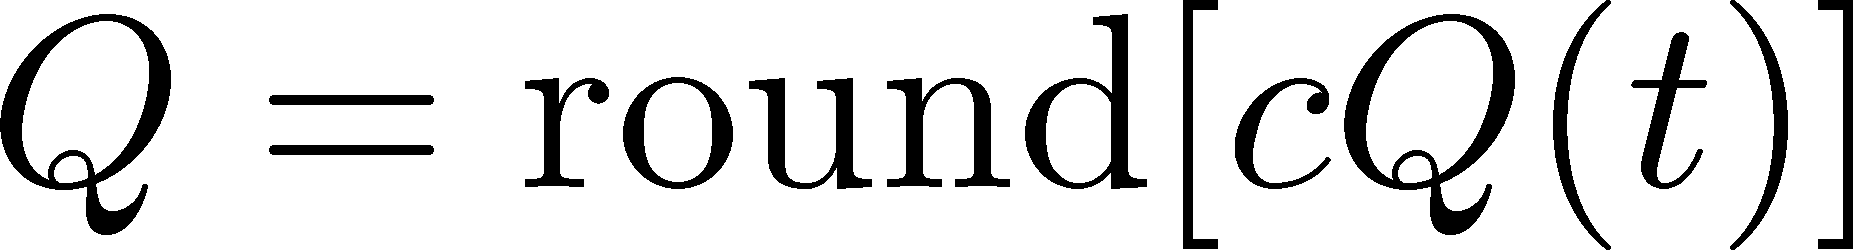 Q = round[cQ(t)]